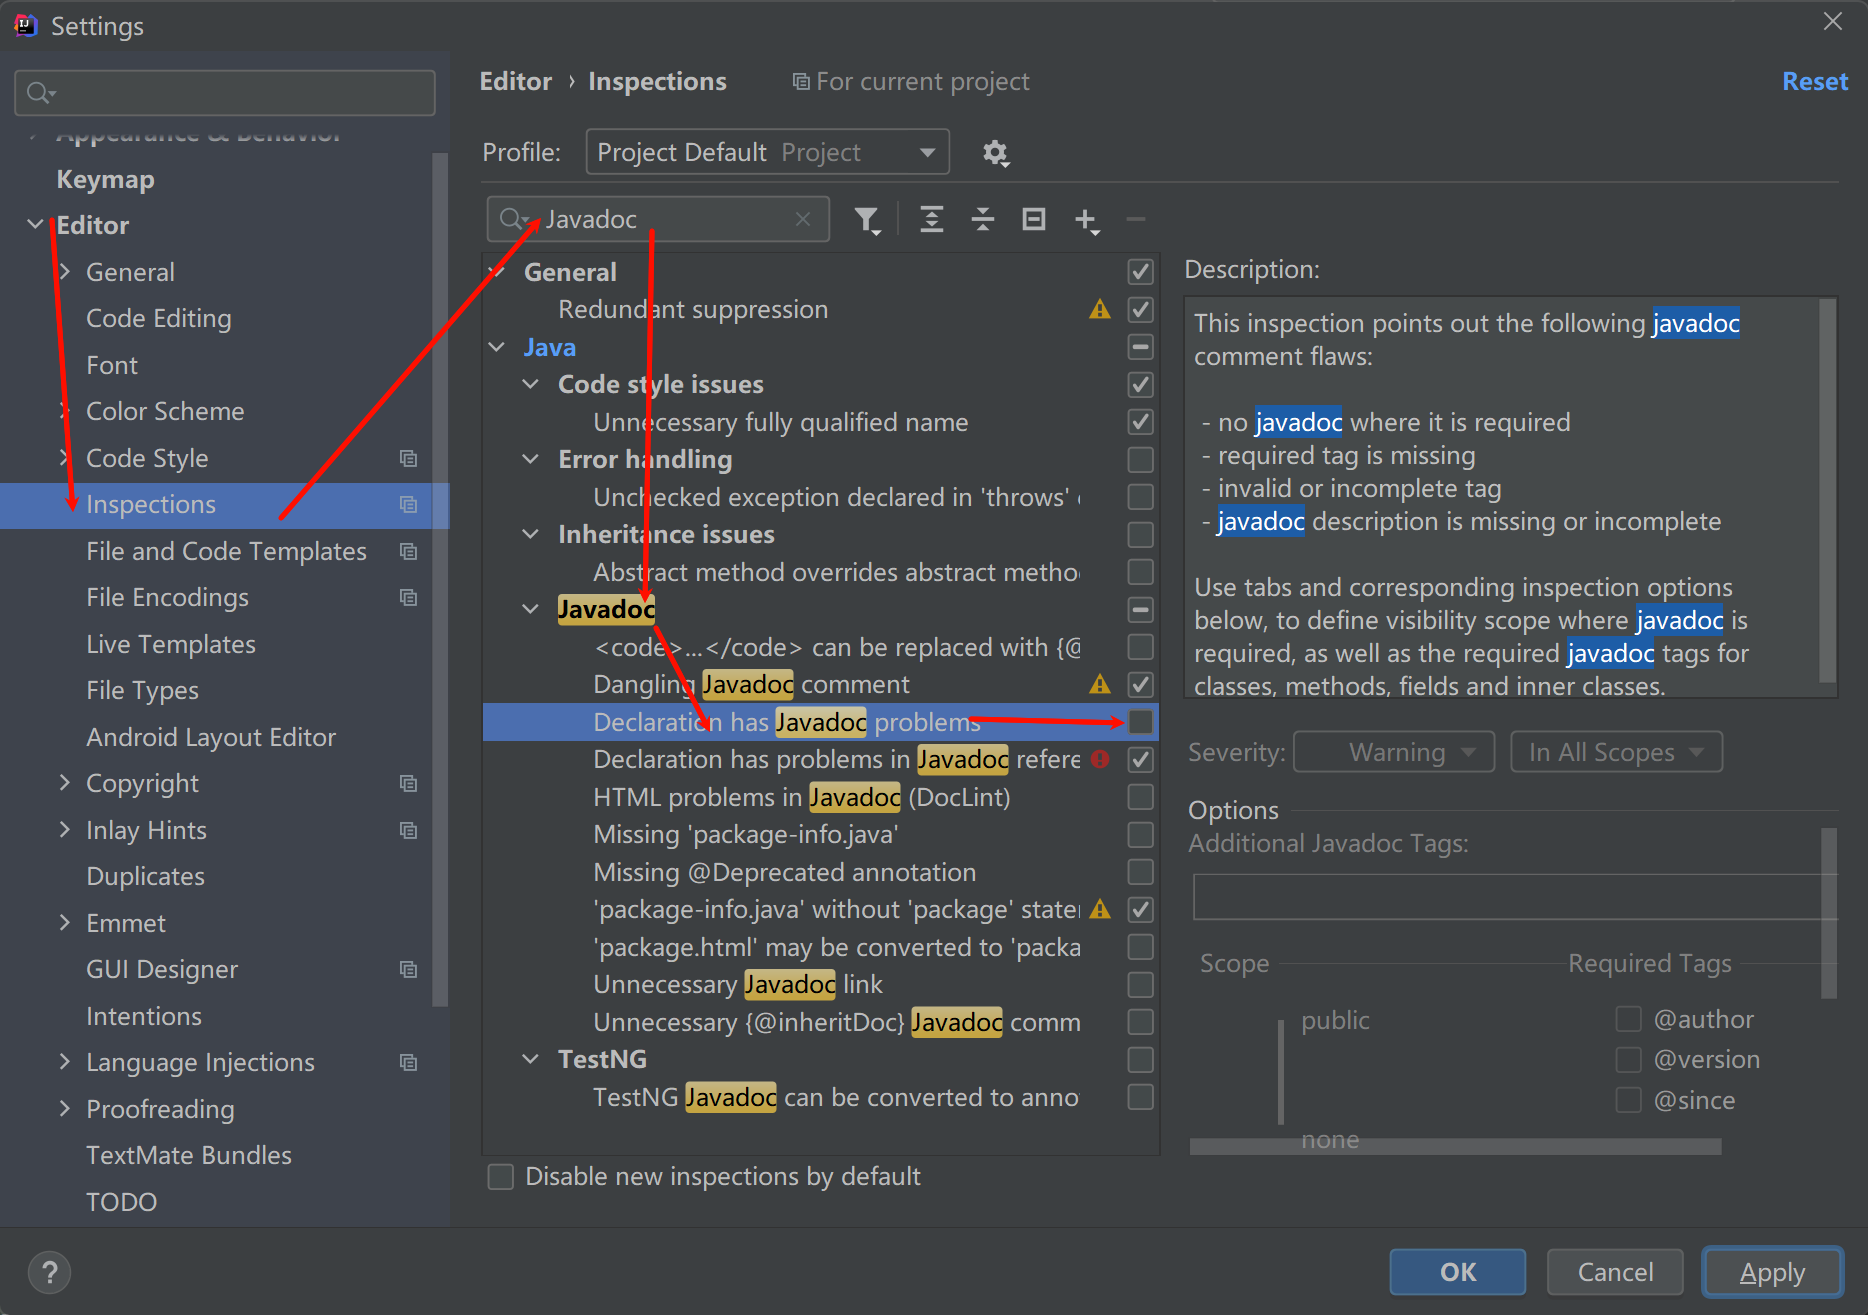 Settings
Appearance & Behavior
Keymap
Editor
General
Code Editing
Font
Color Scheme
Code Style
Inspections
File and Code Templates
File Encodings
Live Templates
File Types
Android Layout Editor
Copyright
Inlay Hints
Duplicates
Emmet
GUI Designer
Intentions
Language Injections
Proofreading
TextMate Bundles
TODO
Editor › Inspections For current project Reset
Profile: Project Default Project
Javadoc
General
Redundant suppression
Java
Code style issues
Unnecessary fully qualified name
Error handling
Unchecked exception declared in 'throws' c
Inheritance issues
Abstract method overrides abstract metho
Javadoc
<code>...</code> can be replaced with {@
Dangling Javadoc comment
Declaration has Javadoc problems
Declaration has problems in Javadoc refere
HTML problems in Javadoc (DocLint)
Missing 'package-info.java'
Missing @Deprecated annotation
'package-info.java' without 'package' stater
'package.html' may be converted to 'packa
Unnecessary Javadoc link
Unnecessary {@inheritDoc} Javadoc comm
TestNG
TestNG Javadoc can be converted to anno
Disable new inspections by default
Description:
This inspection points out the following javadoc
comment flaws:
- no javadoc where it is required
- required tag is missing
- invalid or incomplete tag
- javadoc description is missing or incomplete
Use tabs and corresponding inspection options
below, to define visibility scope where javadoc is
required, as well as the required javadoc tags for
classes, methods, fields and inner classes.
Severity: Warning In All Scopes
Options
Additional Javadoc Tags:
Scope Required Tags
public @author
@version
@since
none
? OK Cancel Apply